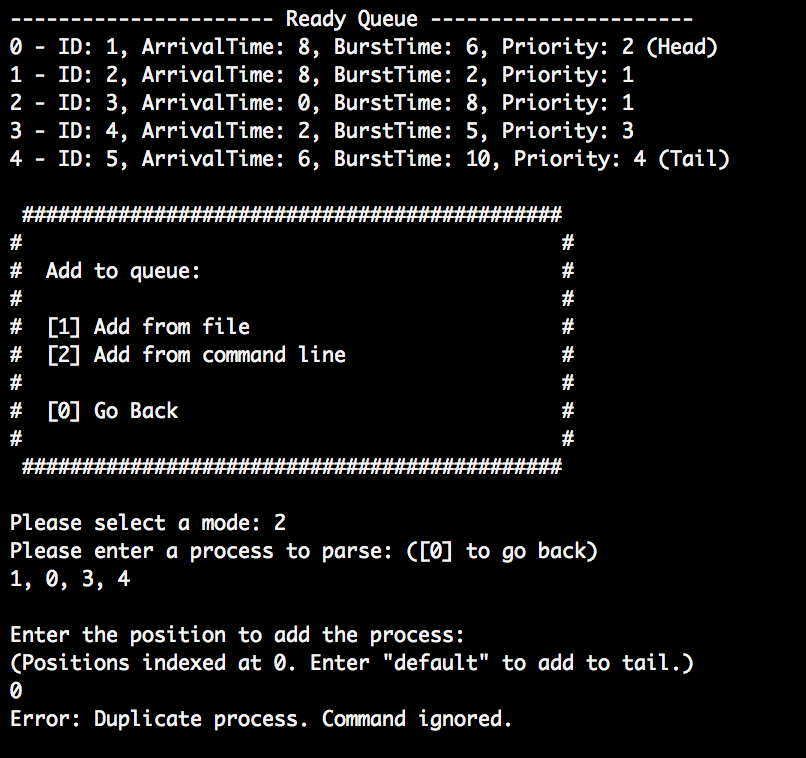 ---------------------- Ready Queue ----------------------
0 - ID: 1, ArrivalTime: 8, BurstTime: 6, Priority: 2 (Head)
1 - ID: 2, ArrivalTime: 8, BurstTime: 2, Priority: 1
2 - ID: 3, ArrivalTime: 0, BurstTime: 8, Priority: 1
3 - ID: 4, ArrivalTime: 2, BurstTime: 5, Priority: 3
4 - ID: 5, ArrivalTime: 6, BurstTime: 10, Priority: 4 (Tail)

 #############################################
#                                             #
#  Add to queue:                              #
#                                             #
#  [1] Add from file                          #
#  [2] Add from command line                  #
#                                             #
#  [0] Go Back                                #
#                                             #
 #############################################

Please select a mode: 2
Please enter a process to parse: ([0] to go back)
1, 0, 3, 4

Enter the position to add the process:
(Positions indexed at 0. Enter "default" to add to tail.)
0
Error: Duplicate process. Command ignored.